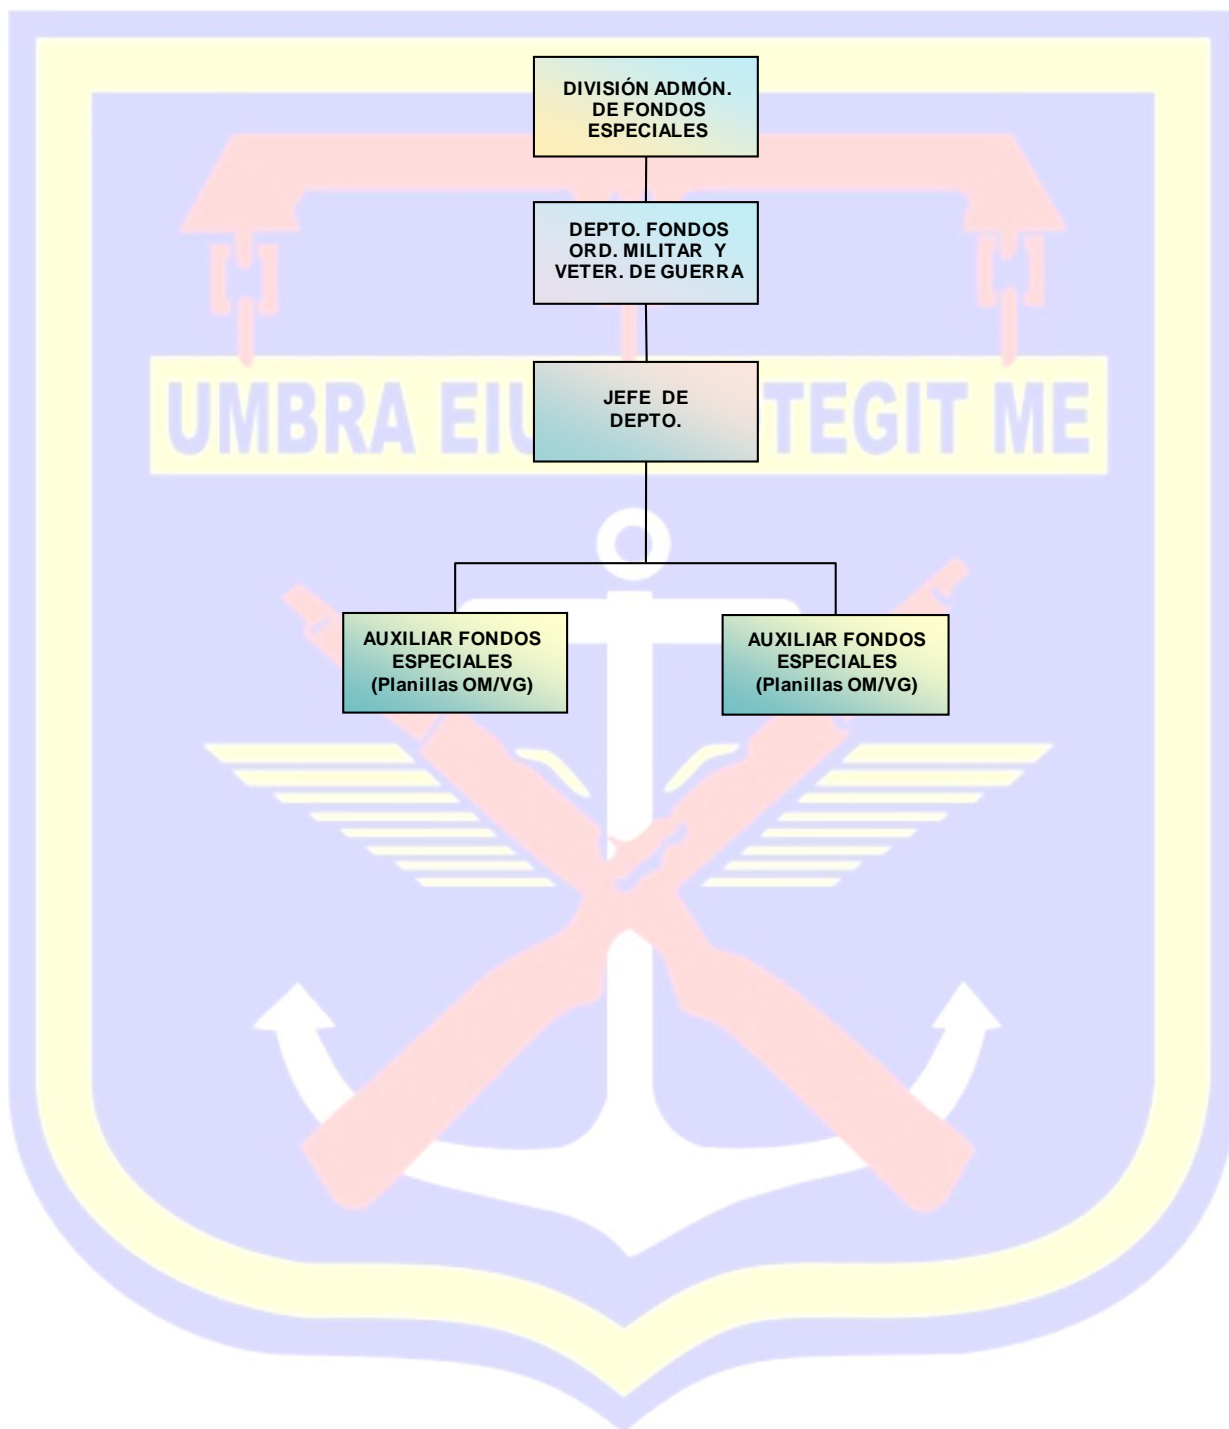 DIVISIÓN ADMÓN.
DE FONDOS
ESPECIALES
DEPTO. FONDOS
ORD. MILITAR Y
VETER. DE GUERRA
UMBRA EIU TEGIT ME
JEFE DE
DEPTO.
AUXILIAR FONDOS
ESPECIALES
(Planillas OM/VG)
AUXILIAR FONDOS
ESPECIALES
(Planillas OM/VG)